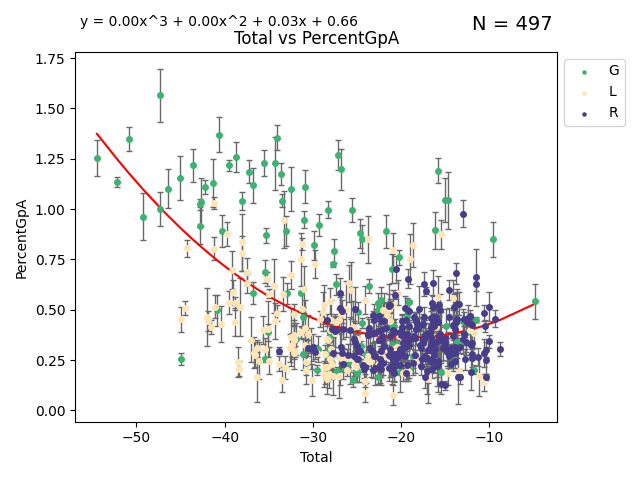 y = 0.00x^3 + 0.00x^2 + 0.03x + 0.66
N = 497
Total vs PercentGpA
1.75
1.50
1.25
1.00
0.75
0.50
0.25
0.00
PercentGpA
−50
−40
−30
−20
−10
Total
G
L
R